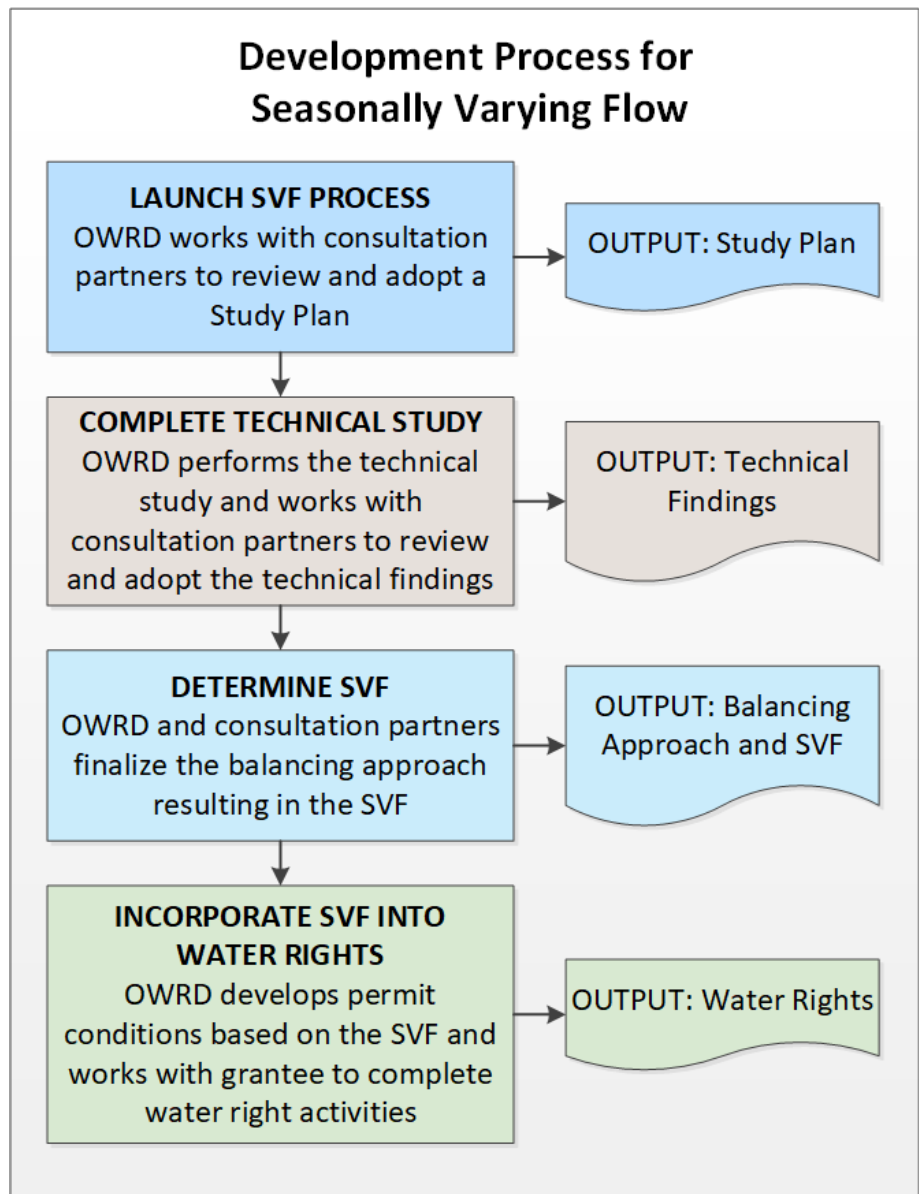 Development Process for
Seasonally Varying Flow
LAUNCH SVF PROCESS
OWRD works with consultation
partners to review and adopt a
Study Plan
OUTPUT: Study Plan
COMPLETE TECHNICAL STUDY
OWRD performs the technical
study and works with
consultation partners to review
and adopt the technical findings
OUTPUT: Technical
Findings
DETERMINE SVF
OWRD and consultation partners
finalize the balancing approach
resulting in the SVF
OUTPUT: Balancing
Approach and SVF
INCORPORATE SVF INTO
WATER RIGHTS
OWRD develops permit
conditions based on the SVF and
works with grantee to complete
water right activities
OUTPUT: Water Rights